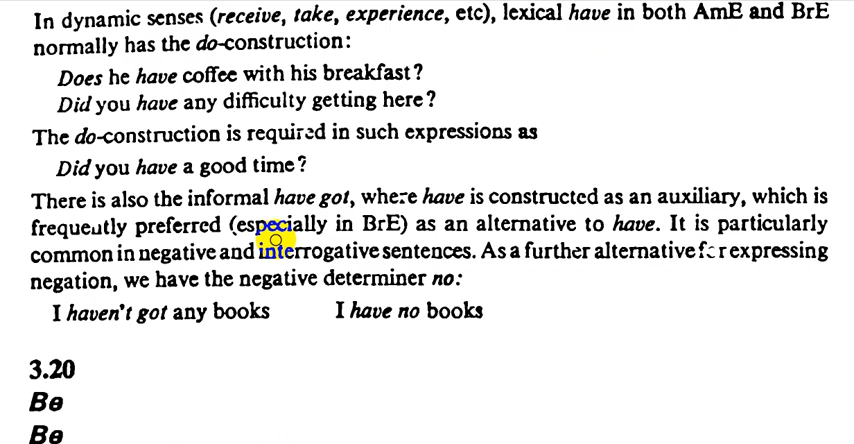 In dynamic senses (receive, take, experience, etc), lexical have in both AmE and BrE
normally has the do-construction:
Does he have coffee with his breakfast?
Did you have any difficulty getting here?
The do-construction is required in such expressions as
Did you have a good time?
There is also the informal have got, where have is constructed as an auxiliary, which is
frequently preferred (especially in BrE) as an alternative to have. It is particularly
common in negative and interrogative sentences. As a further alternative for expressing
negation, we have the negative determiner no:
I haven't got any books I have no books
3.20
Be
Be